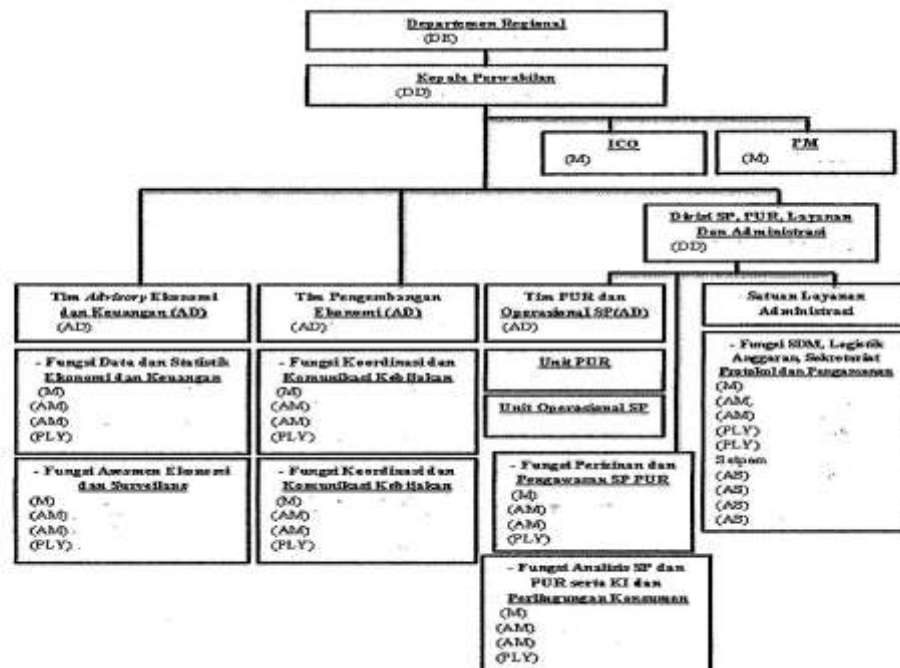 Departemen Regional
(DE)
Kepala Perwakilan
(DD)
ICO
(M)
PM
(M)
Divisi SP, PUR, Layanan
Dan Administrasi
(DD)
Tim Advisory Ekonomi
dan Keuangan (AD)
(AD)
Tim Pengembangan
Ekonomi (AD)
(AD)
Tim PUR dan
Operasional SP(AD)
(AD)
Satuan Layanan
Administrasi
- Fungsi Data dan Statistik
Ekonomi dan Keuangan
(M)
(AM)
(AM)
(PLY)
- Fungsi Koordinasi dan
Komunikasi Kebijakan
(M)
(AM)
(AM)
(PLY)
Unit PUR
Unit Operasional SP
- Fungsi SDM, Logistik
Anggaran, Sekretariat
Protokol dan Pengamanan
(M)
(AM,
(AM)
(PLY)
(PLY)
Satpam
(AS)
(AS)
(AS)
(AS)
- Fungsi Asesmen Ekonomi
dan Surveilans
(M)
(AM)
(AM)
(PLY)
- Fungsi Koordinasi dan
Komunikasi Kebijakan
(M)
(AM)
(AM)
(PLY)
- Fungsi Perizinan dan
Pengawasan SP PUR
(M)
(AM)
(AM)
(PLY)
- Fungsi Analisis SP dan
PUR serta KI dan
Konsumen
(M)
(AM)
(AM)
(PLY)